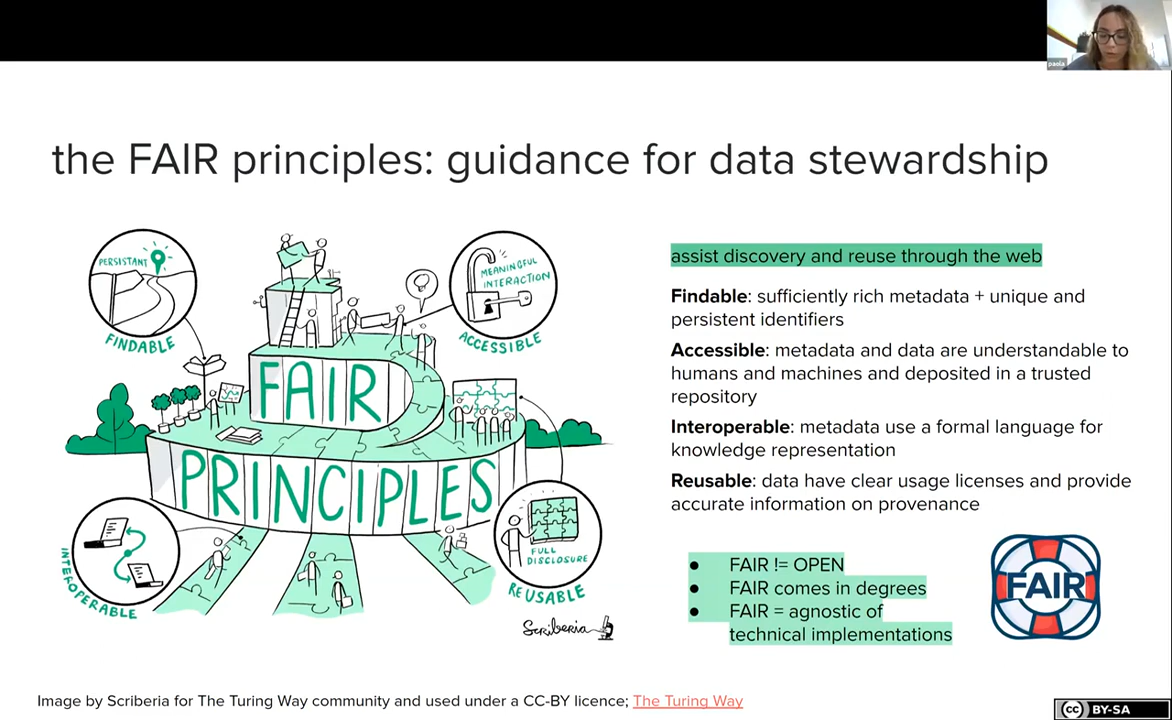 paola
the FAIR principles: guidance for data stewardship
PERSISTANT
FINDABLE
MEANINGFUL
INTERACTION
ACCESSIBLE
FAIR
PRINCIPLES
INTEROPERABLE
FULL
DISCLOSURE
REUSABLE
Scriberia
assist discovery and reuse through the web
Findable: sufficiently rich metadata + unique and
persistent identifiers
Accessible: metadata and data are understandable to
humans and machines and deposited in a trusted
repository
Interoperable: metadata use a formal language for
knowledge representation
Reusable: data have clear usage licenses and provide
accurate information on provenance
● FAIR != OPEN
● FAIR comes in degrees
● FAIR = agnostic of
technical implementations
FAIR
Image by Scriberia for The Turing Way community and used under a CC-BY licence; The Turing Way
cc BY-SA